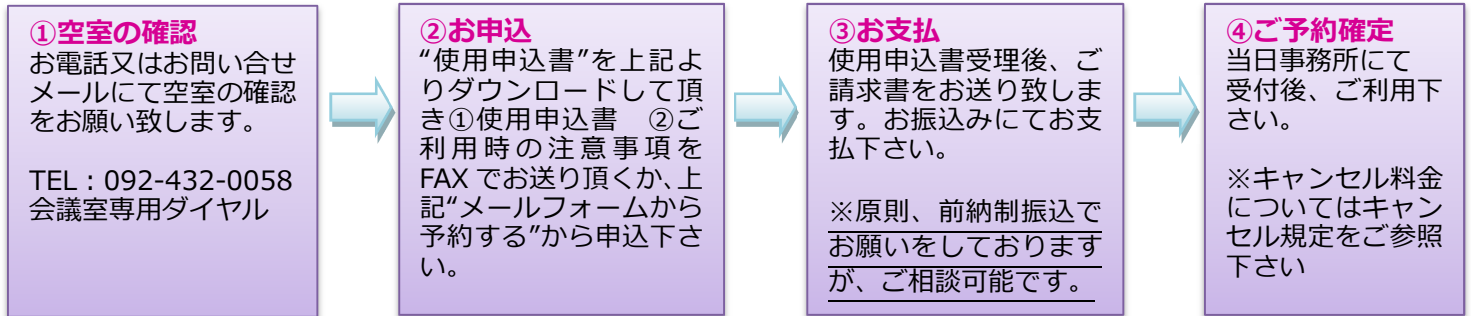 ①空室の確認
お電話又はお問い合せ
メールにて空室の確認
をお願い致します。
TEL：092-432-0058
会議室専用ダイヤル
②お申込
“使用申込書”を上記よ
りダウンロードして頂
き①使用申込書　②ご
利用時の注意事項を
FAX でお送り頂くか、上
記“メールフォームから
予約する”から申込下さ
い。
③お支払
使用申込書受理後、ご
請求書をお送り致しま
す。お振込みにてお支
払下さい。
※原則、前納制振込で
お願いをしております
が、ご相談可能です。
④ご予約確定
当日事務所にて
受付後、ご利用下
さい。
※キャンセル料金
についてはキャン
セル規定をご参照
下さい